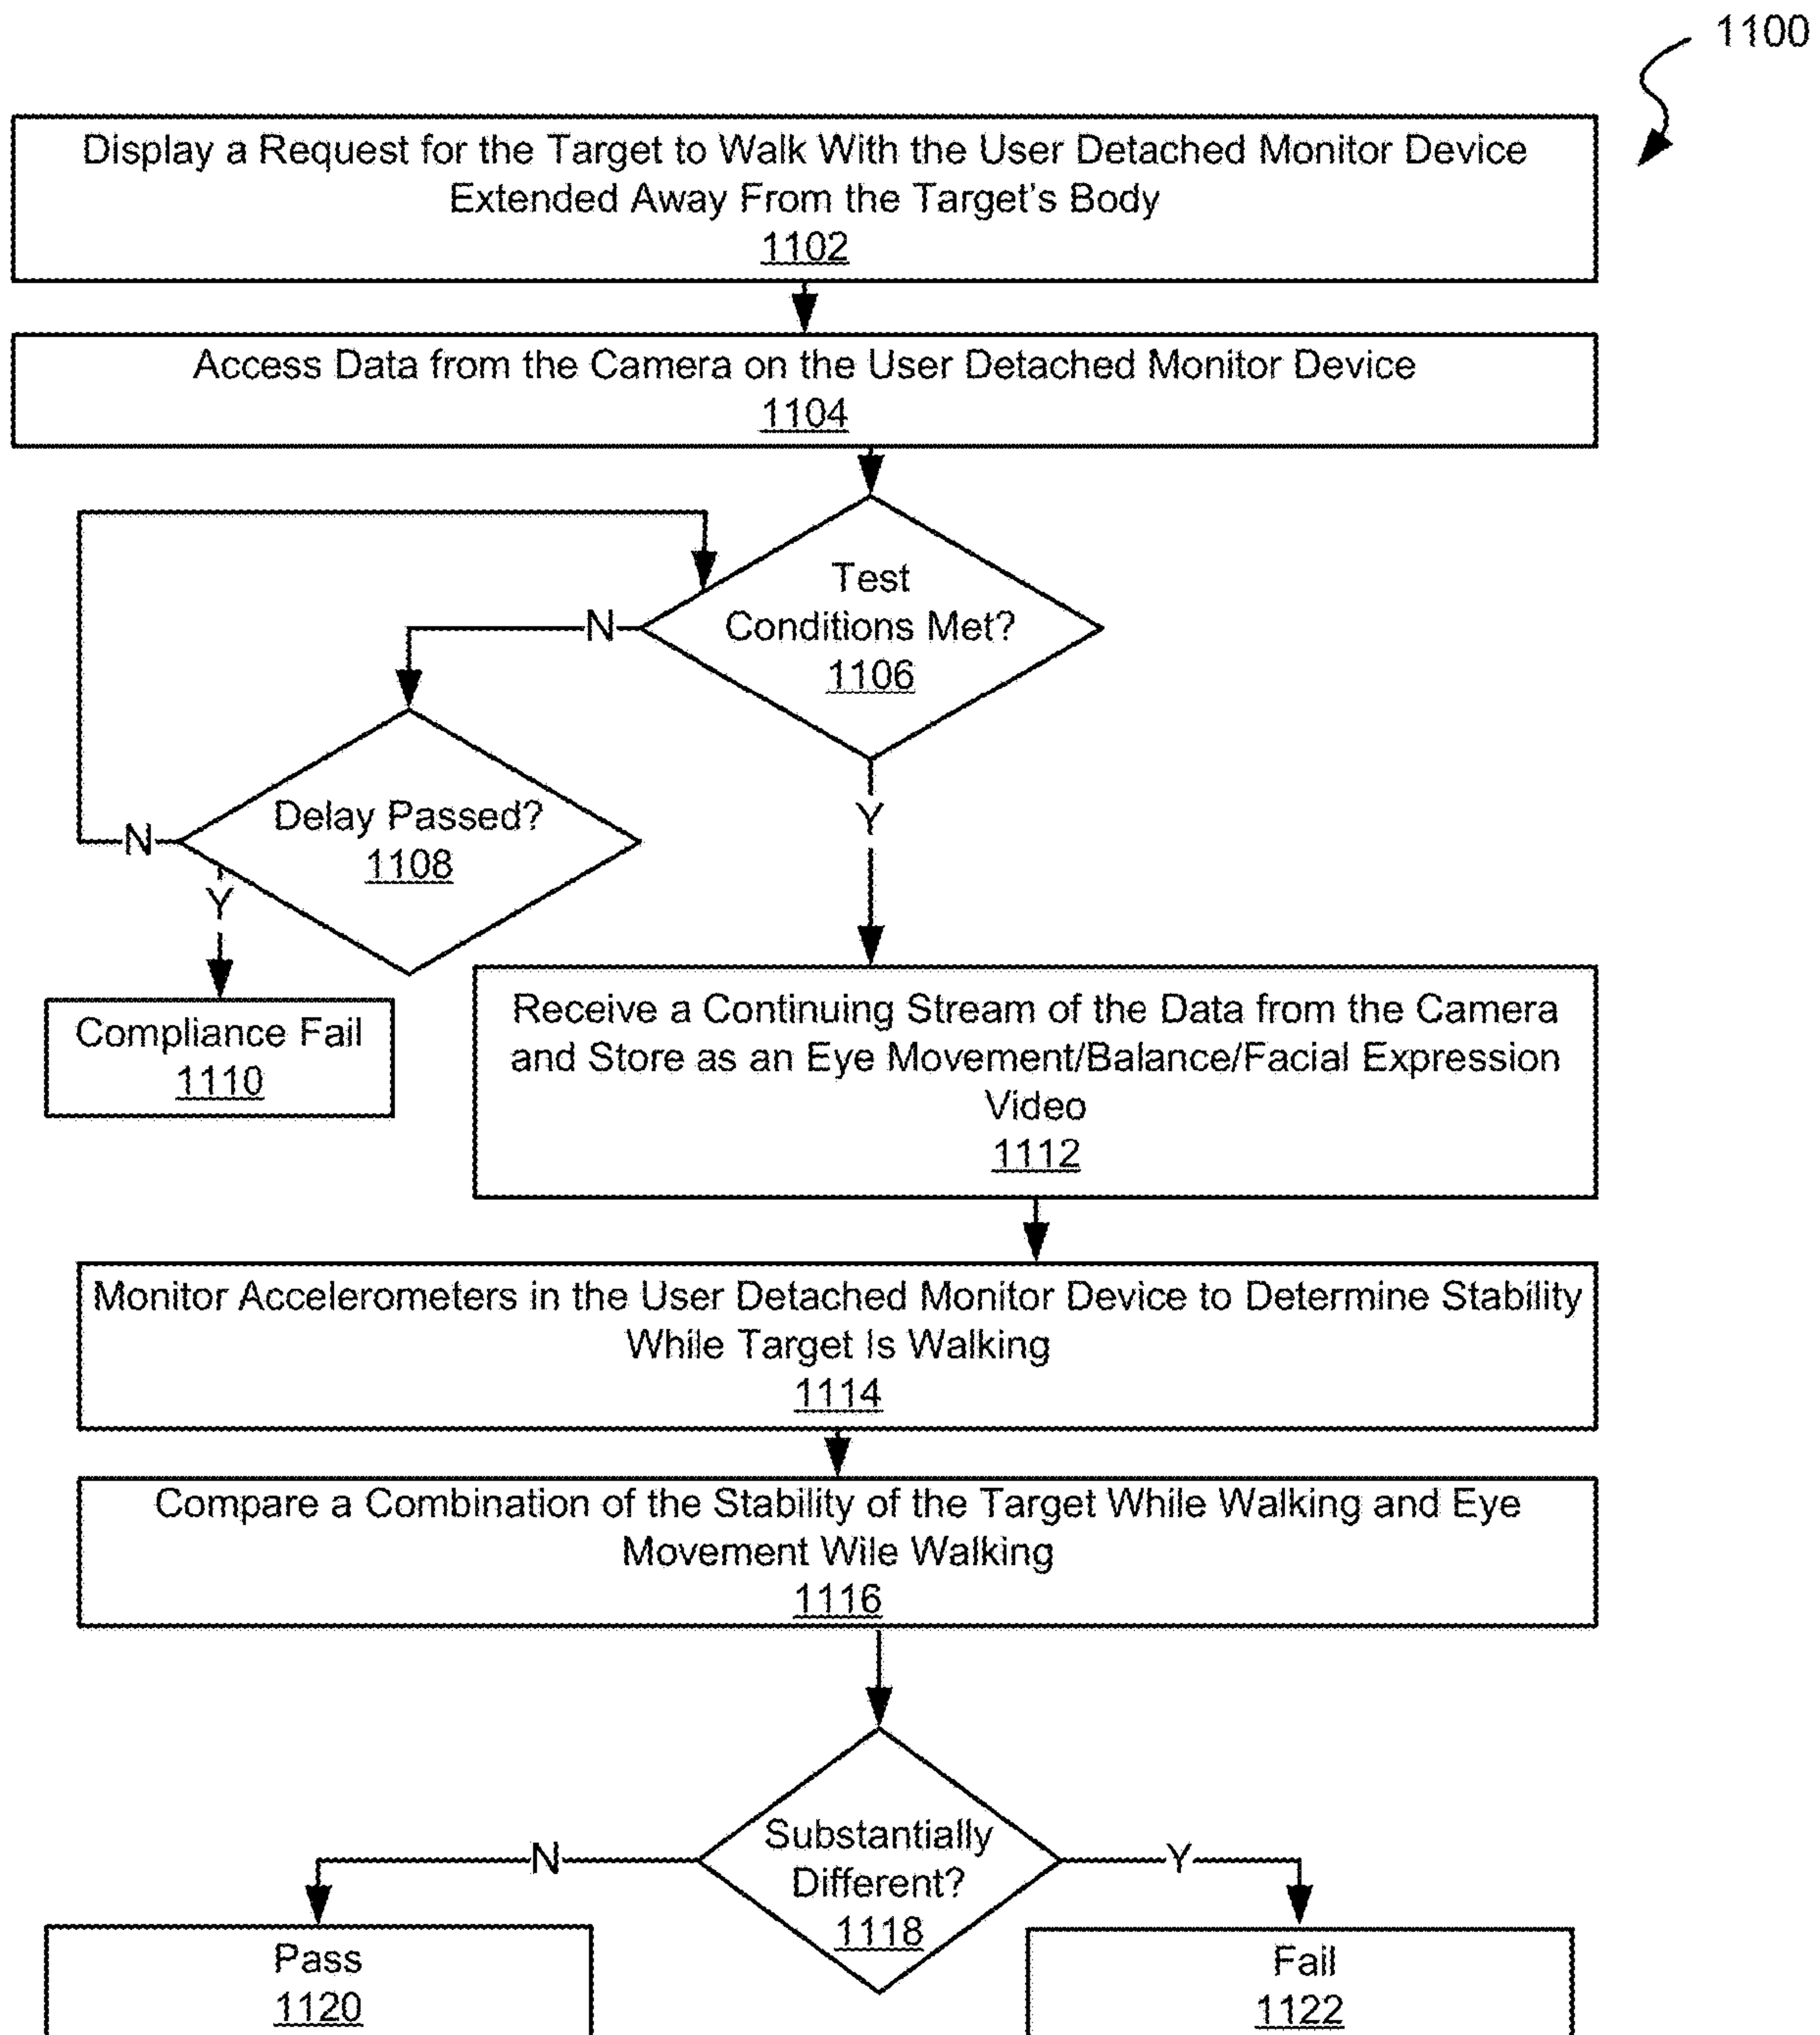 1100
Display a Request for the Target to Walk With the User Detached Monitor Device
Extended Away From the Target's Body
1102
Access Data from the Camera on the User Detached Monitor Device
1104
Test
Conditions Met?
1106
N
Delay Passed?
1108
N
Y
Y
Compliance Fail
1110
Receive a Continuing Stream of the Data from the Camera
and Store as an Eye Movement/Balance/Facial Expression
Video
1112
Monitor Accelerometers in the User Detached Monitor Device to Determine Stability
While Target Is Walking
1114
Compare a Combination of the Stability of the Target While Walking and Eye
Movement Wile Walking
1116
Substantially
Different?
1118
N
Y
Pass
1120
Fail
1122